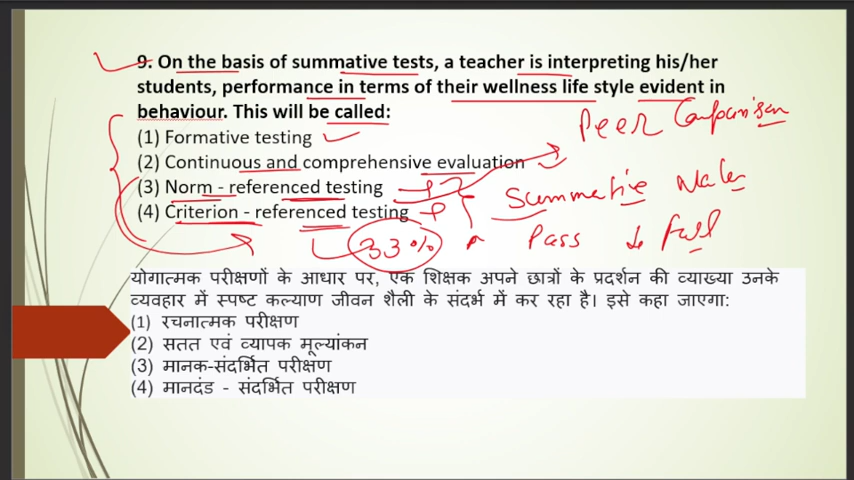 9. On the basis of summative tests, a teacher is interpreting his/her
students, performance in terms of their wellness life style evident in
behaviour. This will be called:
Peer Comparison
(1) Formative testing
(2) Continuous and comprehensive evaluation
(3) Norm - referenced testing
Summative
(4) Criterion - referenced testing
33%
Pass
Fail
योगात्मक परीक्षणों के आधार पर, एक शिक्षक अपने छात्रों के प्रदर्शन की व्याख्या उनके
व्यवहार में स्पष्ट कल्याण जीवन शैली के संदर्भ में कर रहा है। इसे कहा जाएगा:
(1) रचनात्मक परीक्षण
(2) सतत एवं व्यापक मूल्यांकन
(3) मानक-संदर्भित परीक्षण
(4) मानदंड - संदर्भित परीक्षण